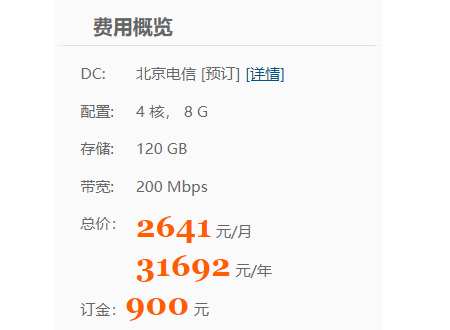 费用概览
DC: 北京电信 [预订] [详情]
配置: 4 核， 8 G
存储: 120 GB
带宽: 200 Mbps
总价: 2641 元/月
31692 元/年
订金: 900 元